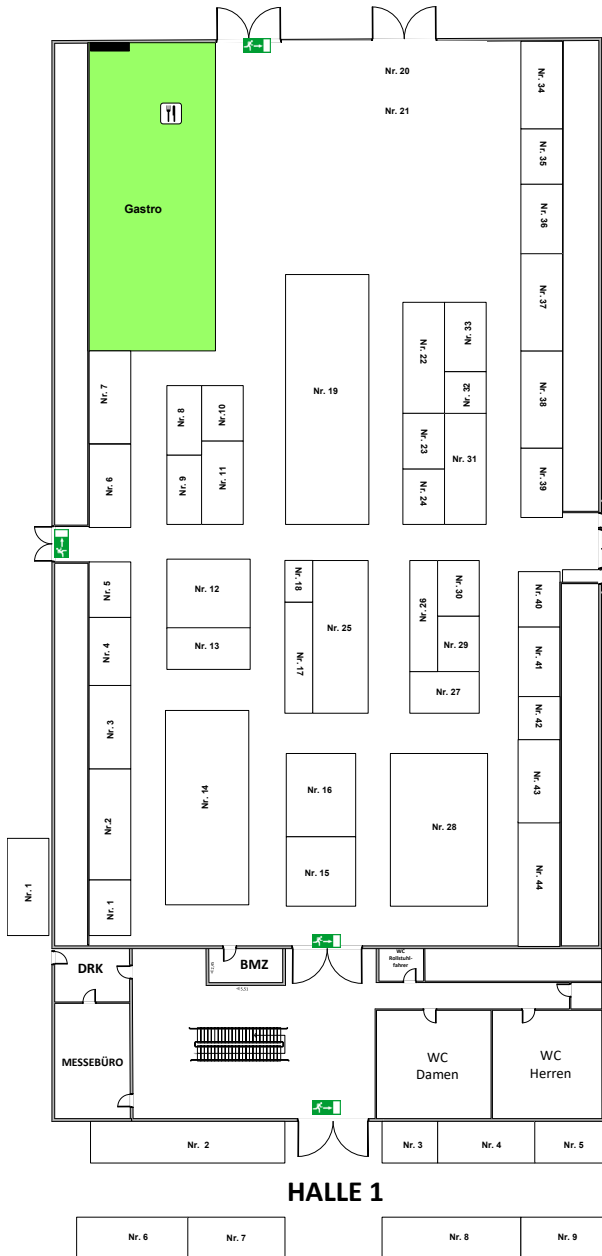 Nr. 20
Nr. 34
Nr. 21
Nr. 35
Gastro
Nr. 36
Nr. 37
Nr. 33
Nr. 22
Nr. 7
Nr. 19
Nr. 32
Nr. 38
Nr. 8
Nr.10
Nr. 23
Nr. 31
Nr. 6
Nr. 9
Nr. 11
Nr. 24
Nr. 39
Nr. 5
Nr. 12
Nr. 18
Nr. 26
Nr. 30
Nr. 40
Nr. 4
Nr. 13
Nr. 25
Nr. 29
Nr. 41
Nr. 17
Nr. 27
Nr. 3
Nr. 42
Nr. 14
Nr. 16
Nr. 43
Nr.2
Nr. 28
Nr. 15
Nr. 1
Nr. 1
Nr. 44
DRK
BMZ
WC
Rollstuhl-
fahrer
MESSEBÜRO
WC
Damen
WC
Herren
Nr. 2
Nr. 3
Nr. 4
Nr. 5
HALLE 1
Nr. 6
Nr. 7
Nr. 8
Nr. 9